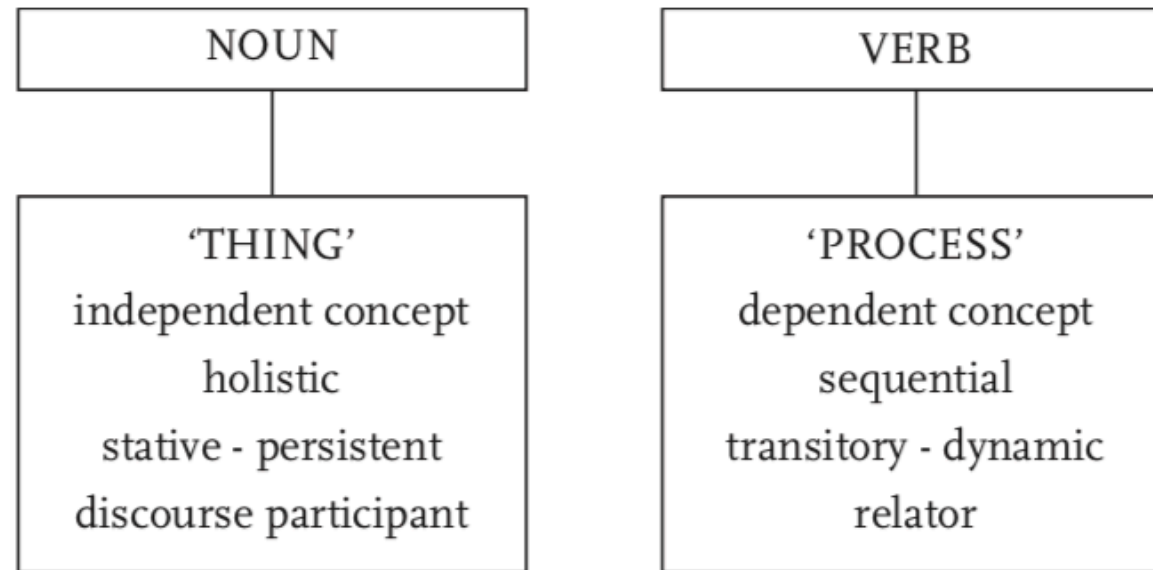 NOUN
‘THING’
independent concept
holistic
stative - persistent
discourse participant
VERB
‘PROCESS’
dependent concept
sequential
transitory - dynamic
relator